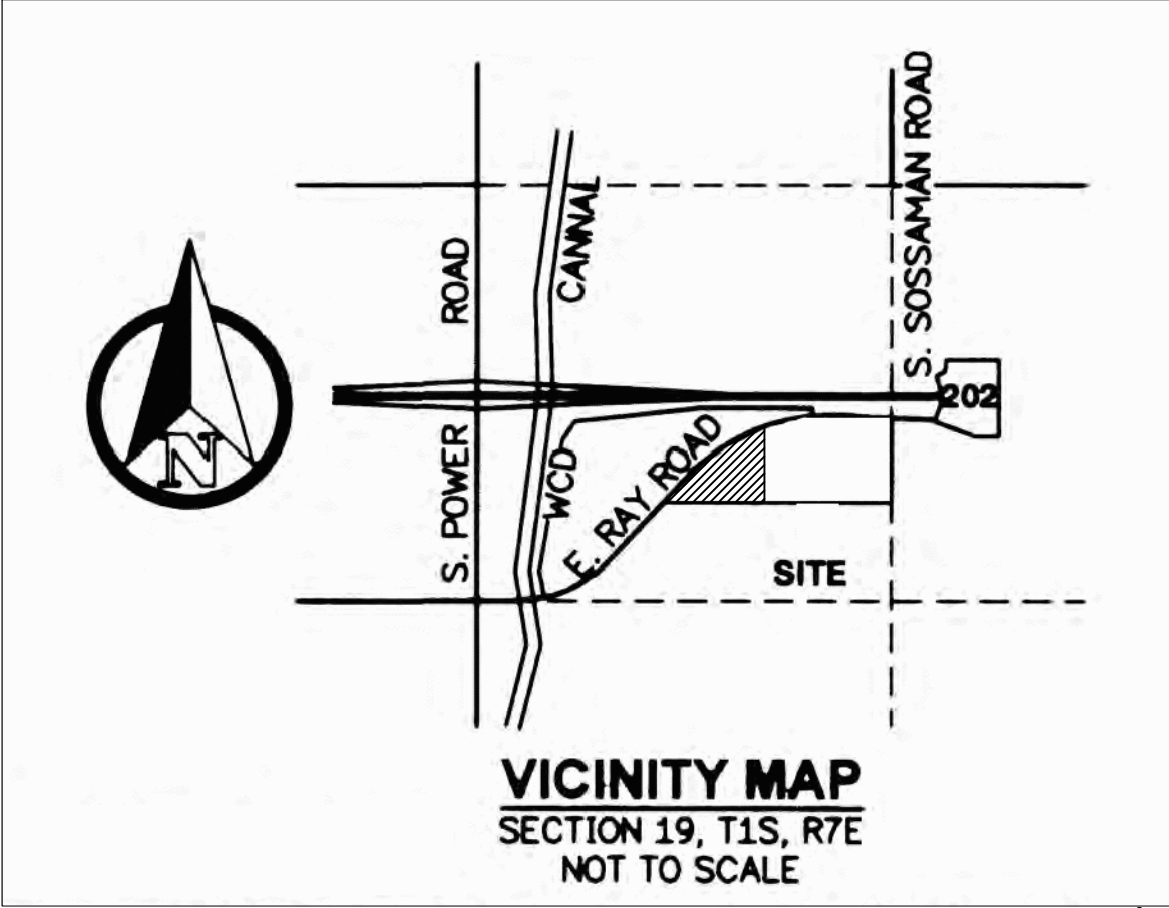 S. SOSSAMAN ROAD
CANNAL
S. POWER ROAD
202
N
WCD
E. RAY ROAD
SITE
VICINITY MAP
SECTION 19, T1S, R7E
NOT TO SCALE